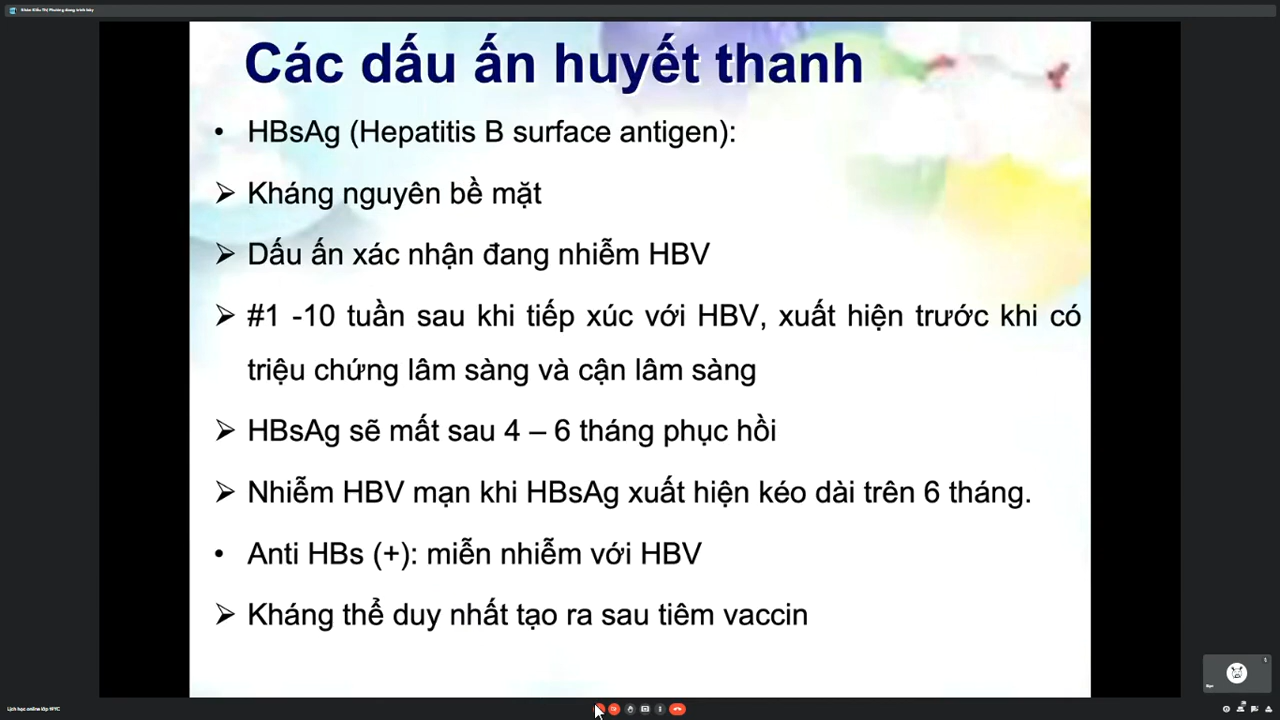 Các dấu ấn huyết thanh
• HBsAg (Hepatitis B surface antigen):
➢ Kháng nguyên bề mặt
➢ Dấu ấn xác nhận đang nhiễm HBV
➢ #1 -10 tuần sau khi tiếp xúc với HBV, xuất hiện trước khi có
triệu chứng lâm sàng và cận lâm sàng
➢ HBsAg sẽ mất sau 4 – 6 tháng phục hồi
➢ Nhiễm HBV mạn khi HBsAg xuất hiện kéo dài trên 6 tháng.
• Anti HBs (+): miễn nhiễm với HBV
➢ Kháng thể duy nhất tạo ra sau tiêm vaccin